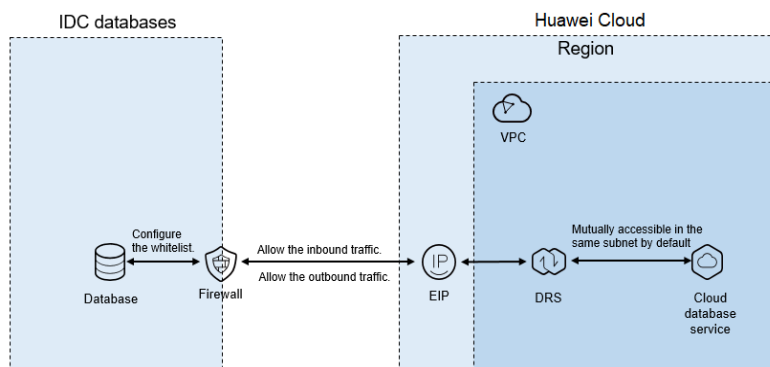 IDC databases
Huawei Cloud
Region
VPC
Configure
the whitelist.
Allow the inbound traffic.
Allow the outbound traffic.
Mutually accessible in the
same subnet by default
IP
Database
Firewall
EIP
DRS
Cloud
database
service